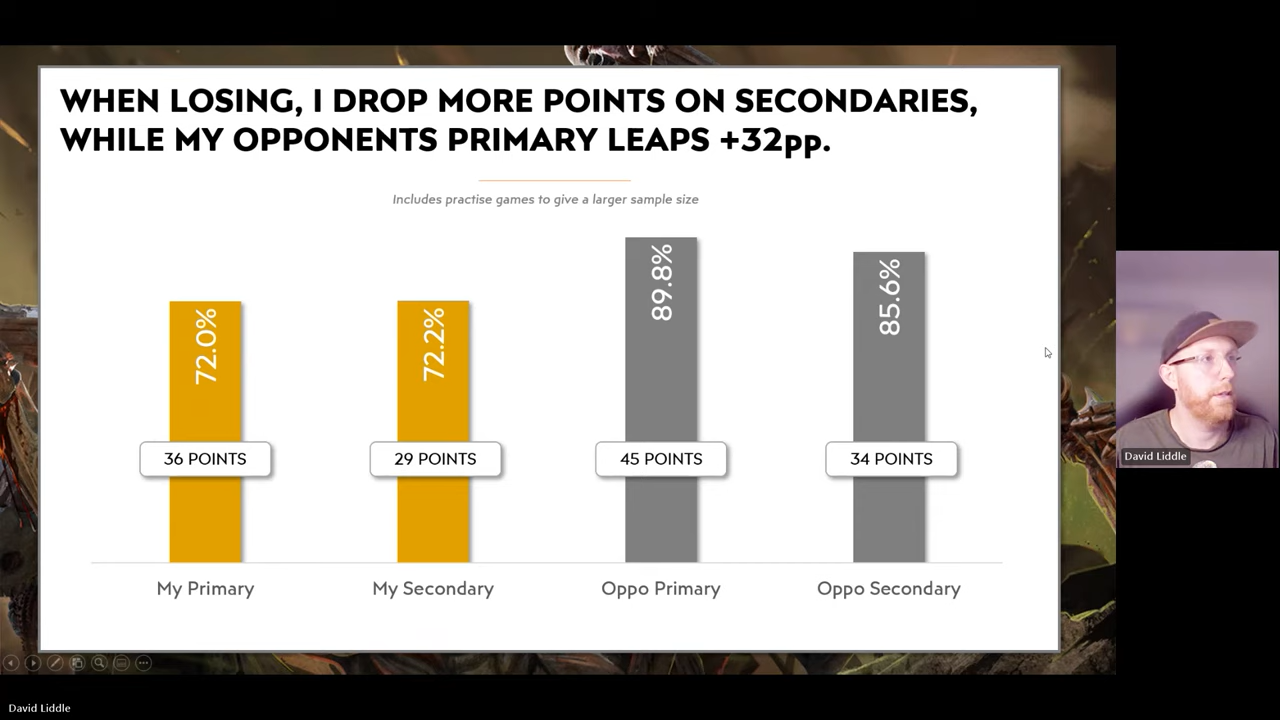 WHEN LOSING, I DROP MORE POINTS ON SECONDARIES,
WHILE MY OPPONENTS PRIMARY LEAPS +32pp.
Includes practise games to give a larger sample size
72.0%
72.2%
89.8%
85.6%
36 POINTS
29 POINTS
45 POINTS
34 POINTS
My Primary
My Secondary
Oppo Primary
Oppo Secondary
David Liddle
David Liddle